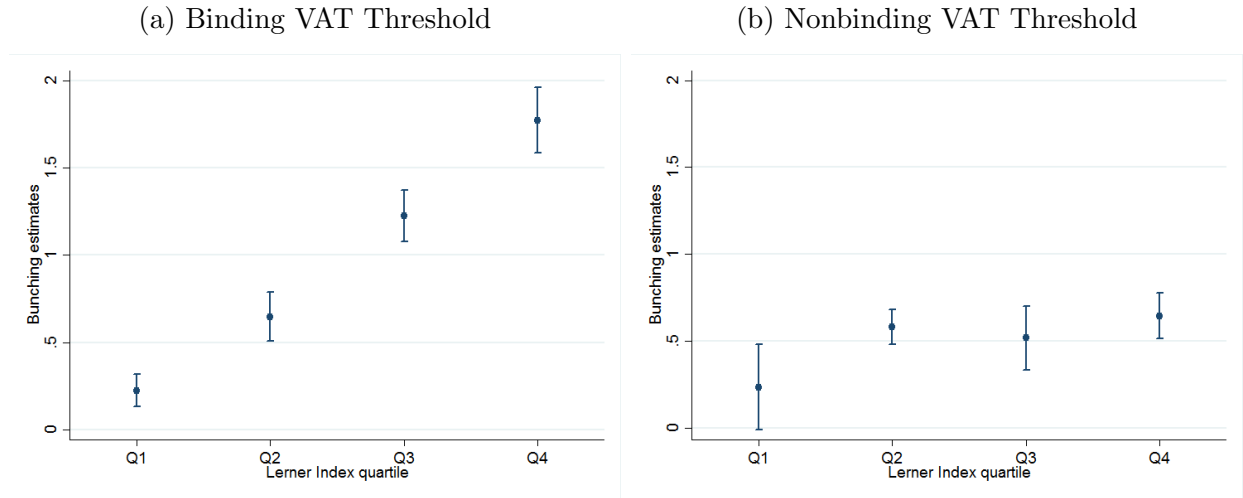 (a) Binding VAT Threshold
Bunching estimates
2
1.5
1
.5
0
Q1 Q2 Q3 Q4
Lerner Index quartile
(b) Nonbinding VAT Threshold
Bunching estimates
2
1.5
1
.5
0
Q1 Q2 Q3 Q4
Lerner Index quartile